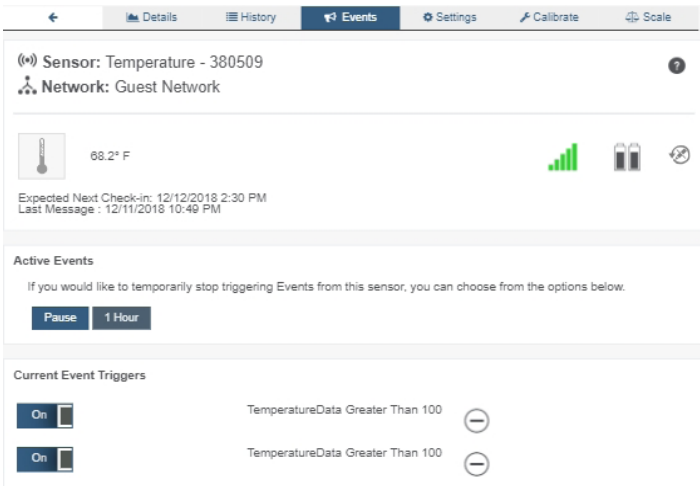 Details History Events Settings Calibrate Scale
Sensor: Temperature - 380509
Network: Guest Network
68.2° F
Expected Next Check-in: 12/12/2018 2:30 PM
Last Message : 12/11/2018 10:49 PM
Active Events
If you would like to temporarily stop triggering Events from this sensor, you can choose from the options below.
Pause 1 Hour
Current Event Triggers
On TemperatureData Greater Than 100
On TemperatureData Greater Than 100